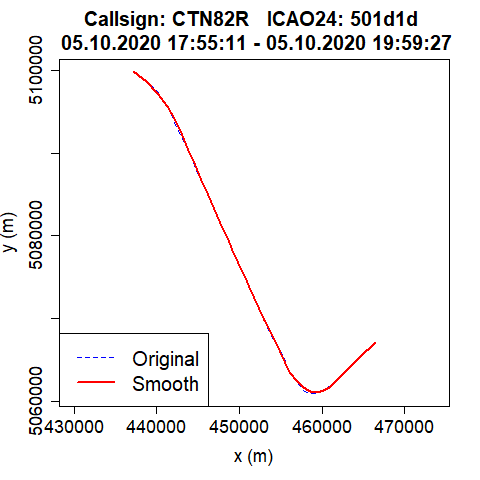 Callsign: CTN82R   ICAO24: 501d1d
05.10.2020 17:55:11 - 05.10.2020 19:59:27
5100000
5080000
5060000
y (m)
Original
Smooth
430000 440000 450000 460000 470000
x (m)